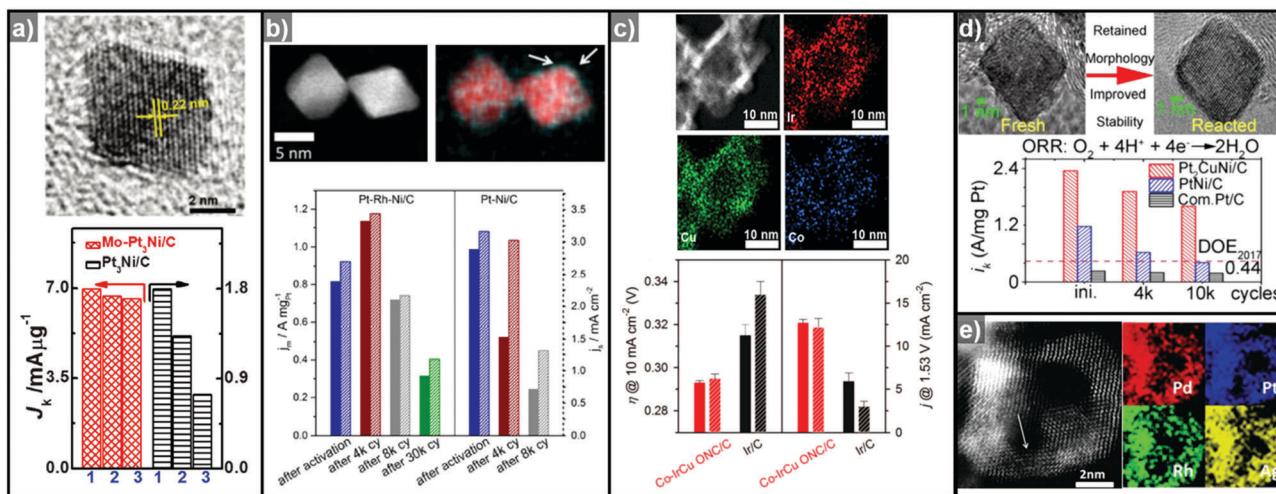 a)
0.22 nm
2 nm
Mo-Pt₃Ni/C
Pt₃Ni/C
Jₖ /mAμg⁻¹
7.0
3.5
0.0
1.8
0.9
0.0
1 2 3 1 2 3
b)
5 nm
Pt-Rh-Ni/C
Pt-Ni/C
jₘ / A mg⁻¹Pt
1.2
1.0
0.8
0.6
0.4
0.2
0.0
3.5
3.0
2.5
2.0
1.5
1.0
0.5
0.0
jₛ / mA cm⁻²
after activation
after 4k cy
after 8k cy
after 30k cy
after activation
after 4k cy
after 8k cy
c)
10 nm
Ir
10 nm
Cu
10 nm
Co
10 nm
η @ 10 mA cm⁻² (V)
0.34
0.32
0.30
0.28
20
15
10
5
0
j @ 1.53 V (mA cm⁻²)
Co-IrCu ONC/C
Ir/C
Co-IrCu ONC/C
Ir/C
d)
1 nm
Fresh
Retained
Morphology
Improved
Stability
1 nm
Reacted
ORR: O₂ + 4H⁺ + 4e⁻→2H₂O
iₖ (A/mg Pt)
2.4
1.2
0
Pt₂CuNi/C
PtNi/C
Com.Pt/C
DOE₂₀₁₇
0.44
ini. 4k 10k cycles
e)
2nm
Pd
Pt
Rh
Ag